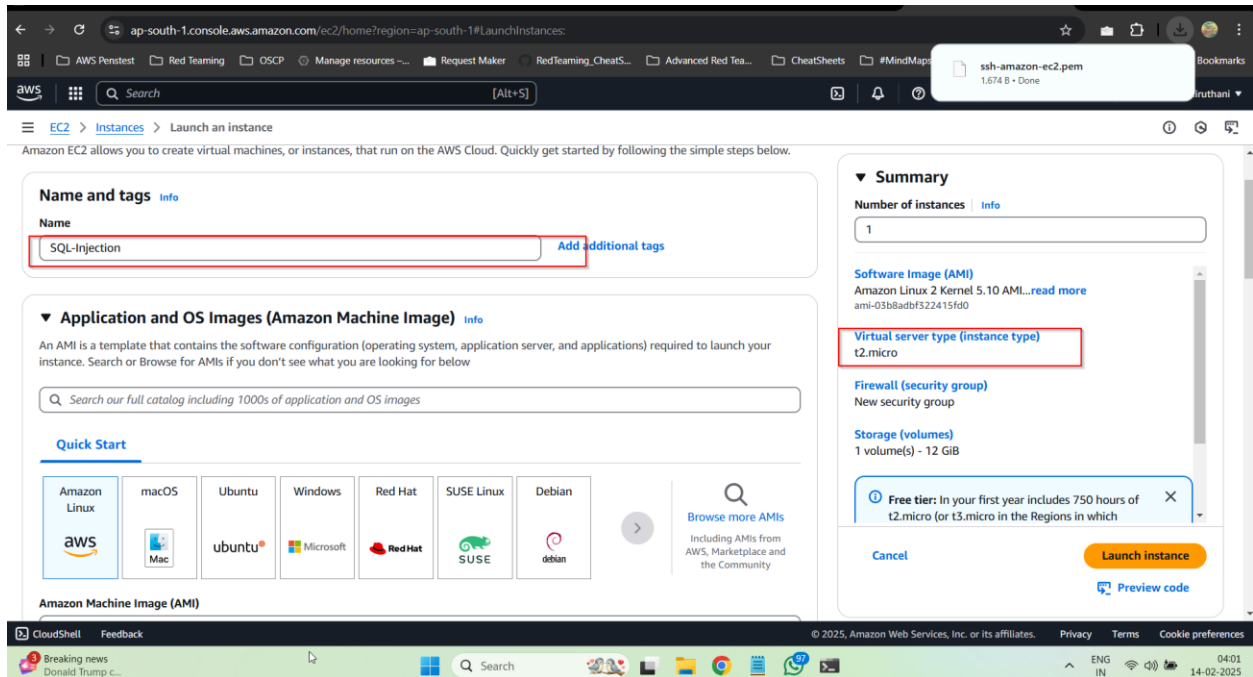 ap-south-1.console.aws.amazon.com/ec2/home?region=ap-south-1#LaunchInstances:
AWS Penstest Red Teaming OSCP Manage resources –... Request Maker RedTeaming_CheatS... Advanced Red Tea... CheatSheets #MindMaps Bookmarks
ssh-amazon-ec2.pem
1,674 B • Done
aws Search [Alt+S] iruthani
EC2 > Instances > Launch an instance
Amazon EC2 allows you to create virtual machines, or instances, that run on the AWS Cloud. Quickly get started by following the simple steps below.
Name and tags Info
Name
SQL-Injection Add additional tags
Application and OS Images (Amazon Machine Image) Info
An AMI is a template that contains the software configuration (operating system, application server, and applications) required to launch your
instance. Search or Browse for AMIs if you don't see what you are looking for below
Search our full catalog including 1000s of application and OS images
Quick Start
Amazon
Linux
aws
macOS
Mac
Ubuntu
ubuntu
Windows
Microsoft
Red Hat
Red Hat
SUSE Linux
SUSE
Debian
debian
Browse more AMIs
Including AMIs from
AWS, Marketplace and
the Community
Amazon Machine Image (AMI)
Summary
Number of instances Info
1
Software Image (AMI)
Amazon Linux 2 Kernel 5.10 AMI...read more
ami-03b8adbf322415fd0
Virtual server type (instance type)
t2.micro
Firewall (security group)
New security group
Storage (volumes)
1 volume(s) - 12 GiB
Free tier: In your first year includes 750 hours of
t2.micro (or t3.micro in the Regions in which
Cancel Launch instance
Preview code
CloudShell Feedback © 2025, Amazon Web Services, Inc. or its affiliates. Privacy Terms Cookie preferences
3 Breaking news
Donald Trump c...
Search
97
ENG
IN
04:01
14-02-2025